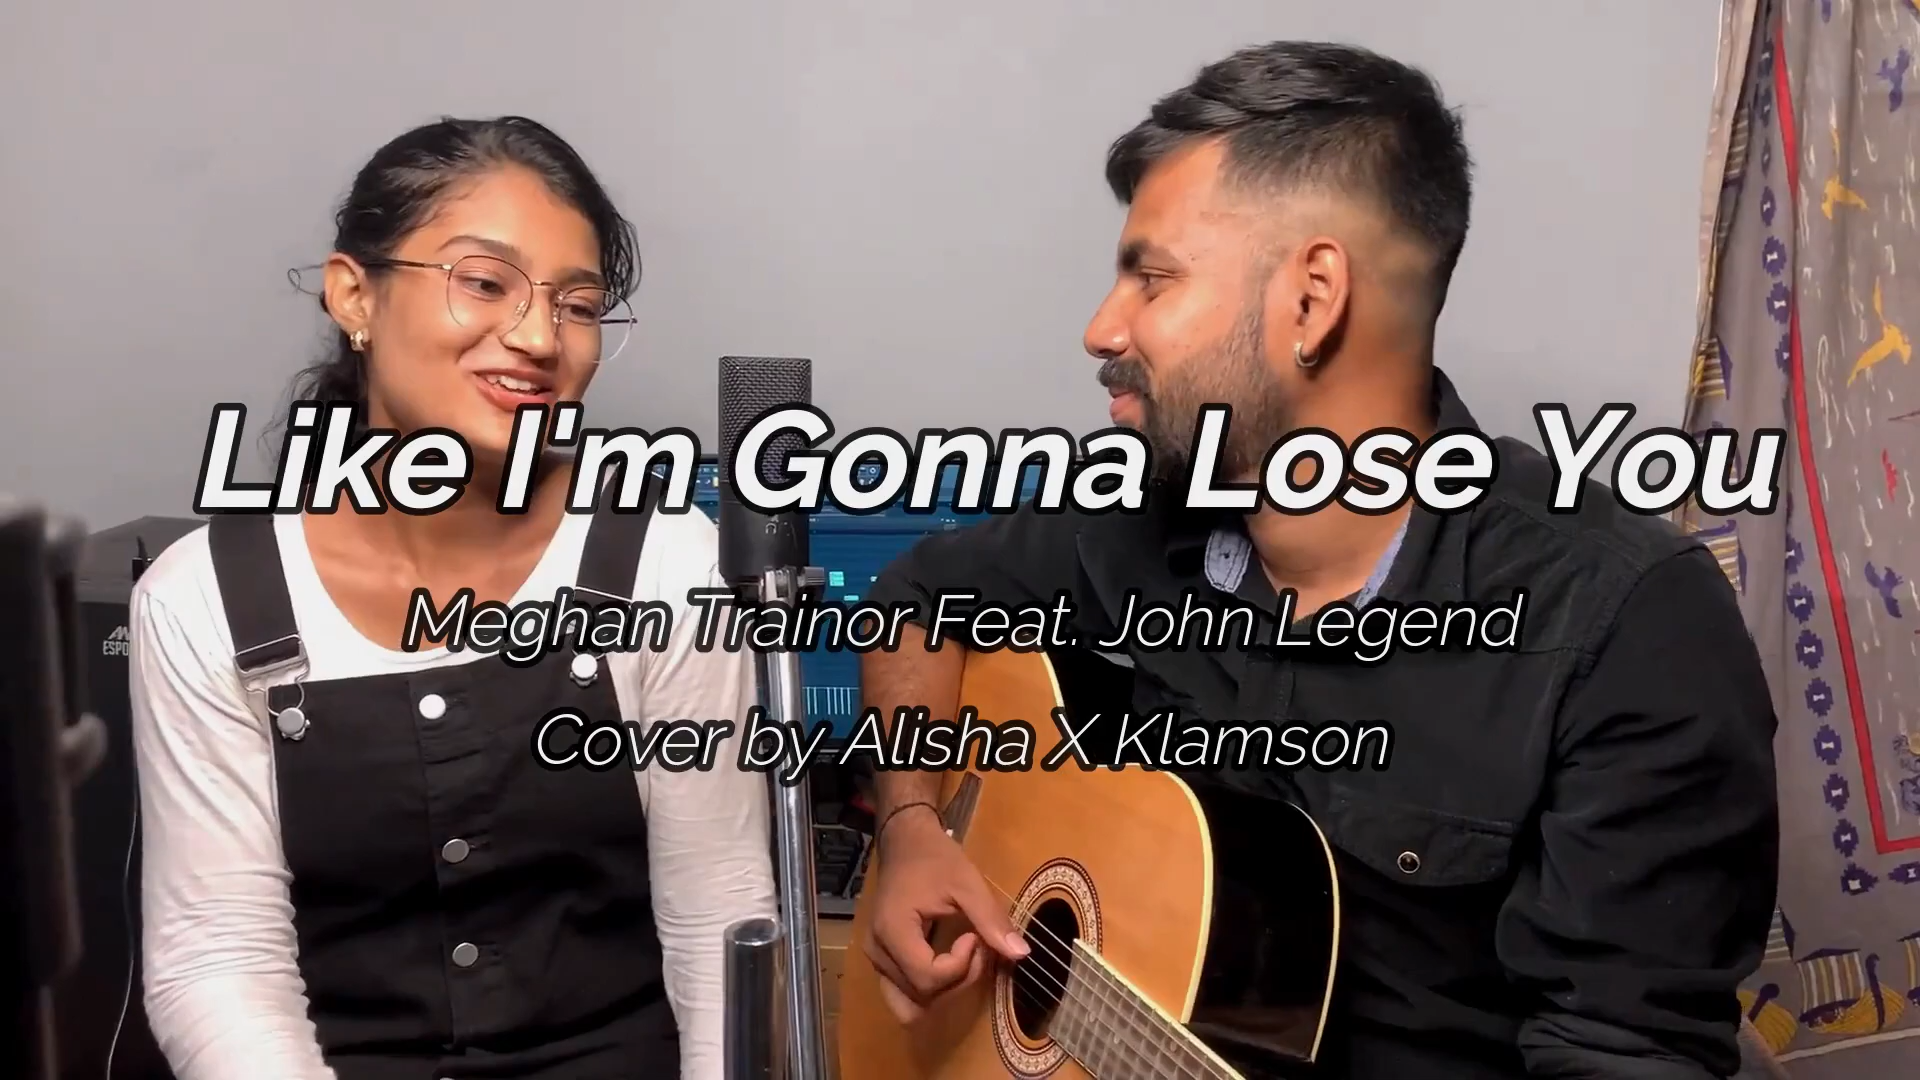 Like I'm Gonna Lose You
Meghan Trainor Feat. John Legend
Cover by Alisha X Klamson